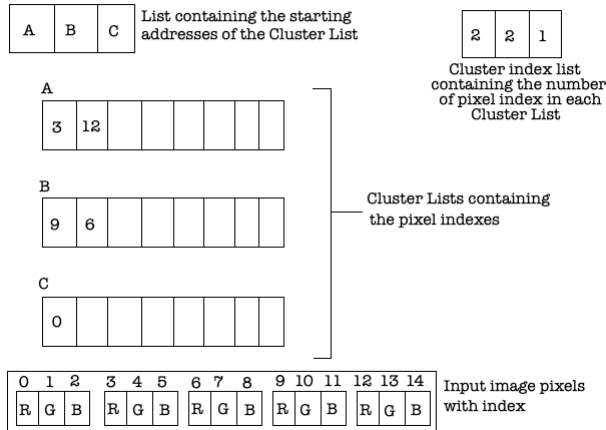 A B C
List containing the starting
addresses of the Cluster List
2 2 1
Cluster index list
containing the number
of pixel index in each
Cluster List
A
3 12
B
9 6
C
0
Cluster Lists containing
the pixel indexes
0 1 2 3 4 5 6 7 8 9 10 11 12 13 14
R G B R G B R G B R G B R G B
Input image pixels
with index